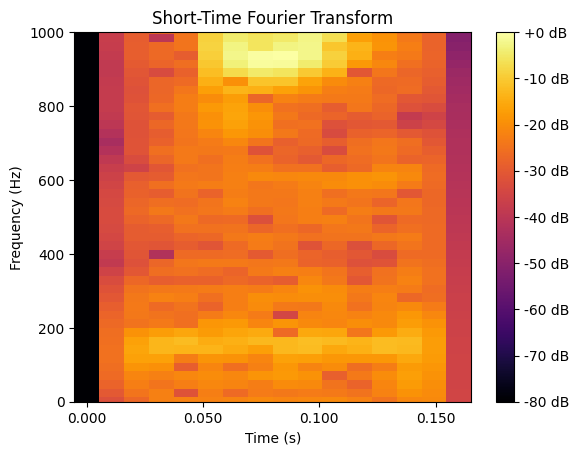 Short-Time Fourier Transform
1000
800
600
400
200
0
Frequency (Hz)
0.000
0.050
0.100
0.150
Time (s)
+0 dB
-10 dB
-20 dB
-30 dB
-40 dB
-50 dB
-60 dB
-70 dB
-80 dB